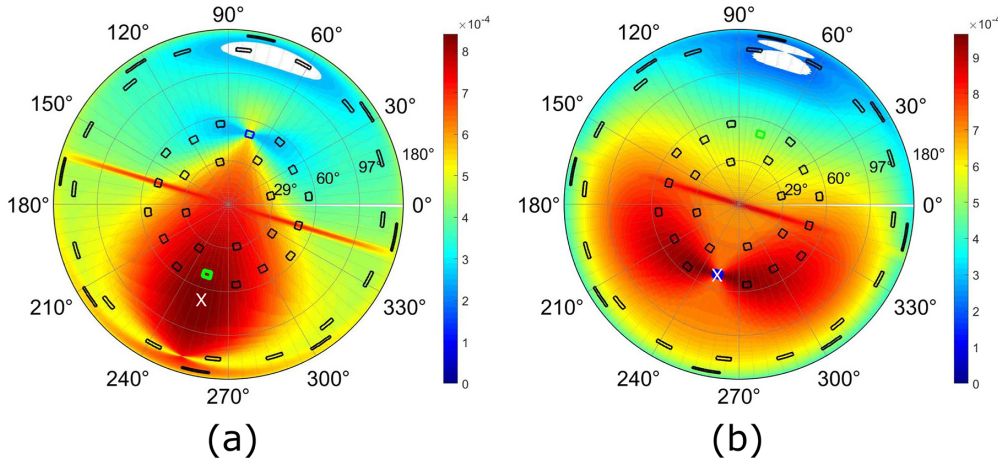 90° ×10⁻⁴ 90° ×10⁻⁴
120° 60° 120° 60°
8 9
150° 30° 7 150° 30° 8
97° 180° 6 97° 180° 7
60° 5 60° 6
29° 29° 5
180° 0° 4 180° 0° 4
X X
210° 330° 3 210° 330° 3
2 2
240° 300° 1 240° 300° 1
270° 0 270° 0
(a) (b)